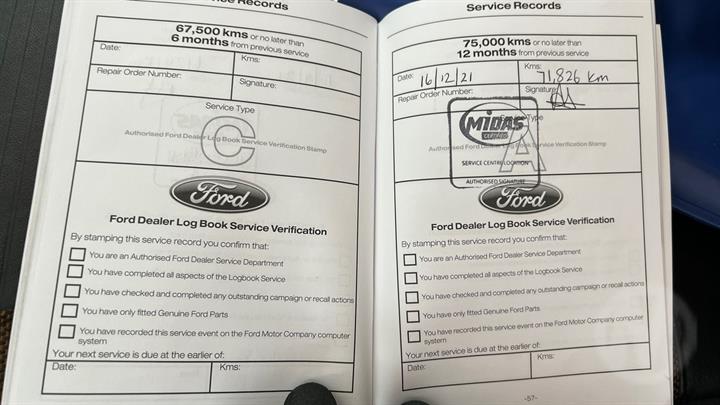 Service Records
67,500 kms or no later than
6 months from previous service
Date:
Kms:
Repair Order Number:
Signature:
Service Type
C
Authorised Ford Dealer Log Book Service Verification Stamp
Ford
Ford Dealer Log Book Service Verification
By stamping this service record you confirm that:
You are an Authorised Ford Dealer Service Department
You have completed all aspects of the Logbook Service
You have checked and completed any outstanding campaign or recall actions
You have only fitted Genuine Ford Parts
You have recorded this service event on the Ford Motor Company computer
system
Your next service is due at the earlier of:
Date:
Kms:
Service Records
75,000 kms or no later than
12 months from previous service
Date: 16/12/21
Kms: 71,826 km
Repair Order Number:
Signature:
Service Type
MIDAS
A
Authorised Ford Dealer Log Book Service Verification Stamp
SERVICE CENTRE LOCATION
AUTHORISED SIGNATURE
Ford
Ford Dealer Log Book Service Verification
By stamping this service record you confirm that:
You are an Authorised Ford Dealer Service Department
You have completed all aspects of the Logbook Service
You have checked and completed any outstanding campaign or recall actions
You have only fitted Genuine Ford Parts
You have recorded this service event on the Ford Motor Company computer
system
Your next service is due at the earlier of:
Date:
Kms:
-57-